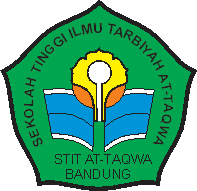 SEKOLAH TINGGI ILMU TARBIYAH AT-TAQWA
STIT AT-TAQWA
BANDUNG